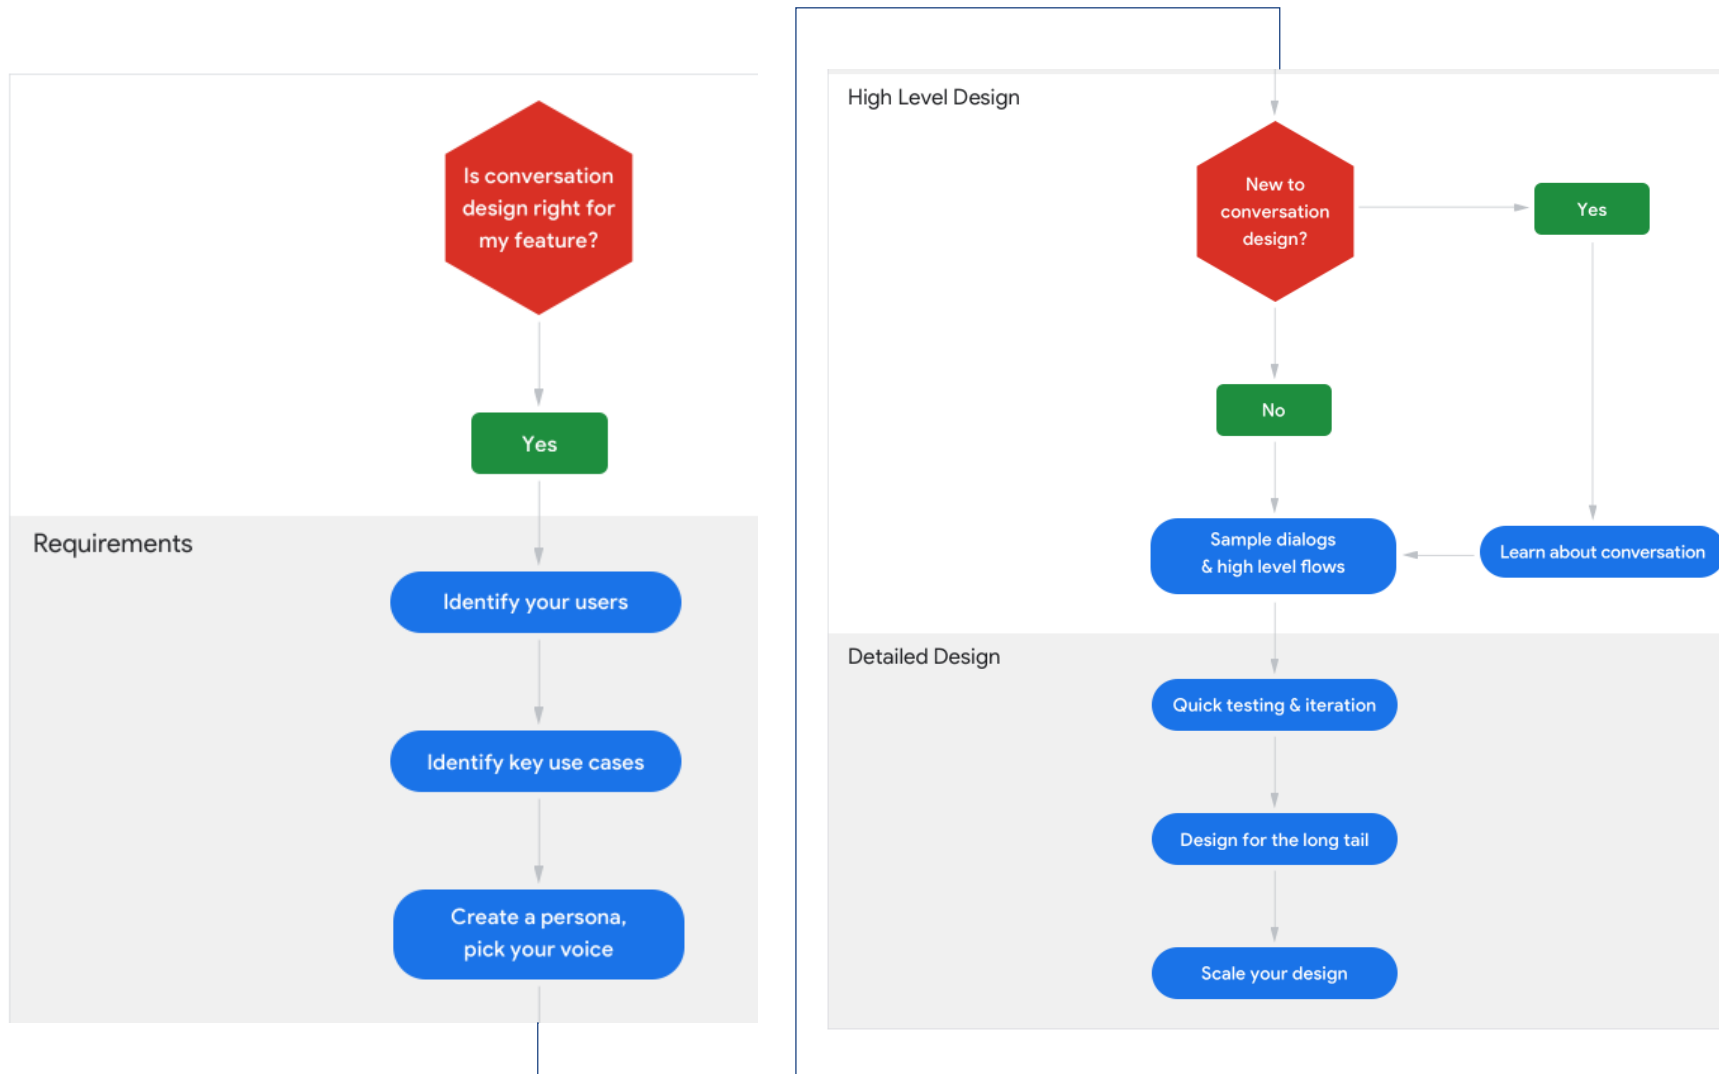 Is conversation
design right for
my feature?
Yes
Requirements
Identify your users
Identify key use cases
Create a persona,
pick your voice
High Level Design
New to
conversation
design?
Yes
No
Sample dialogs
& high level flows
Learn about conversation
Detailed Design
Quick testing & iteration
Design for the long tail
Scale your design